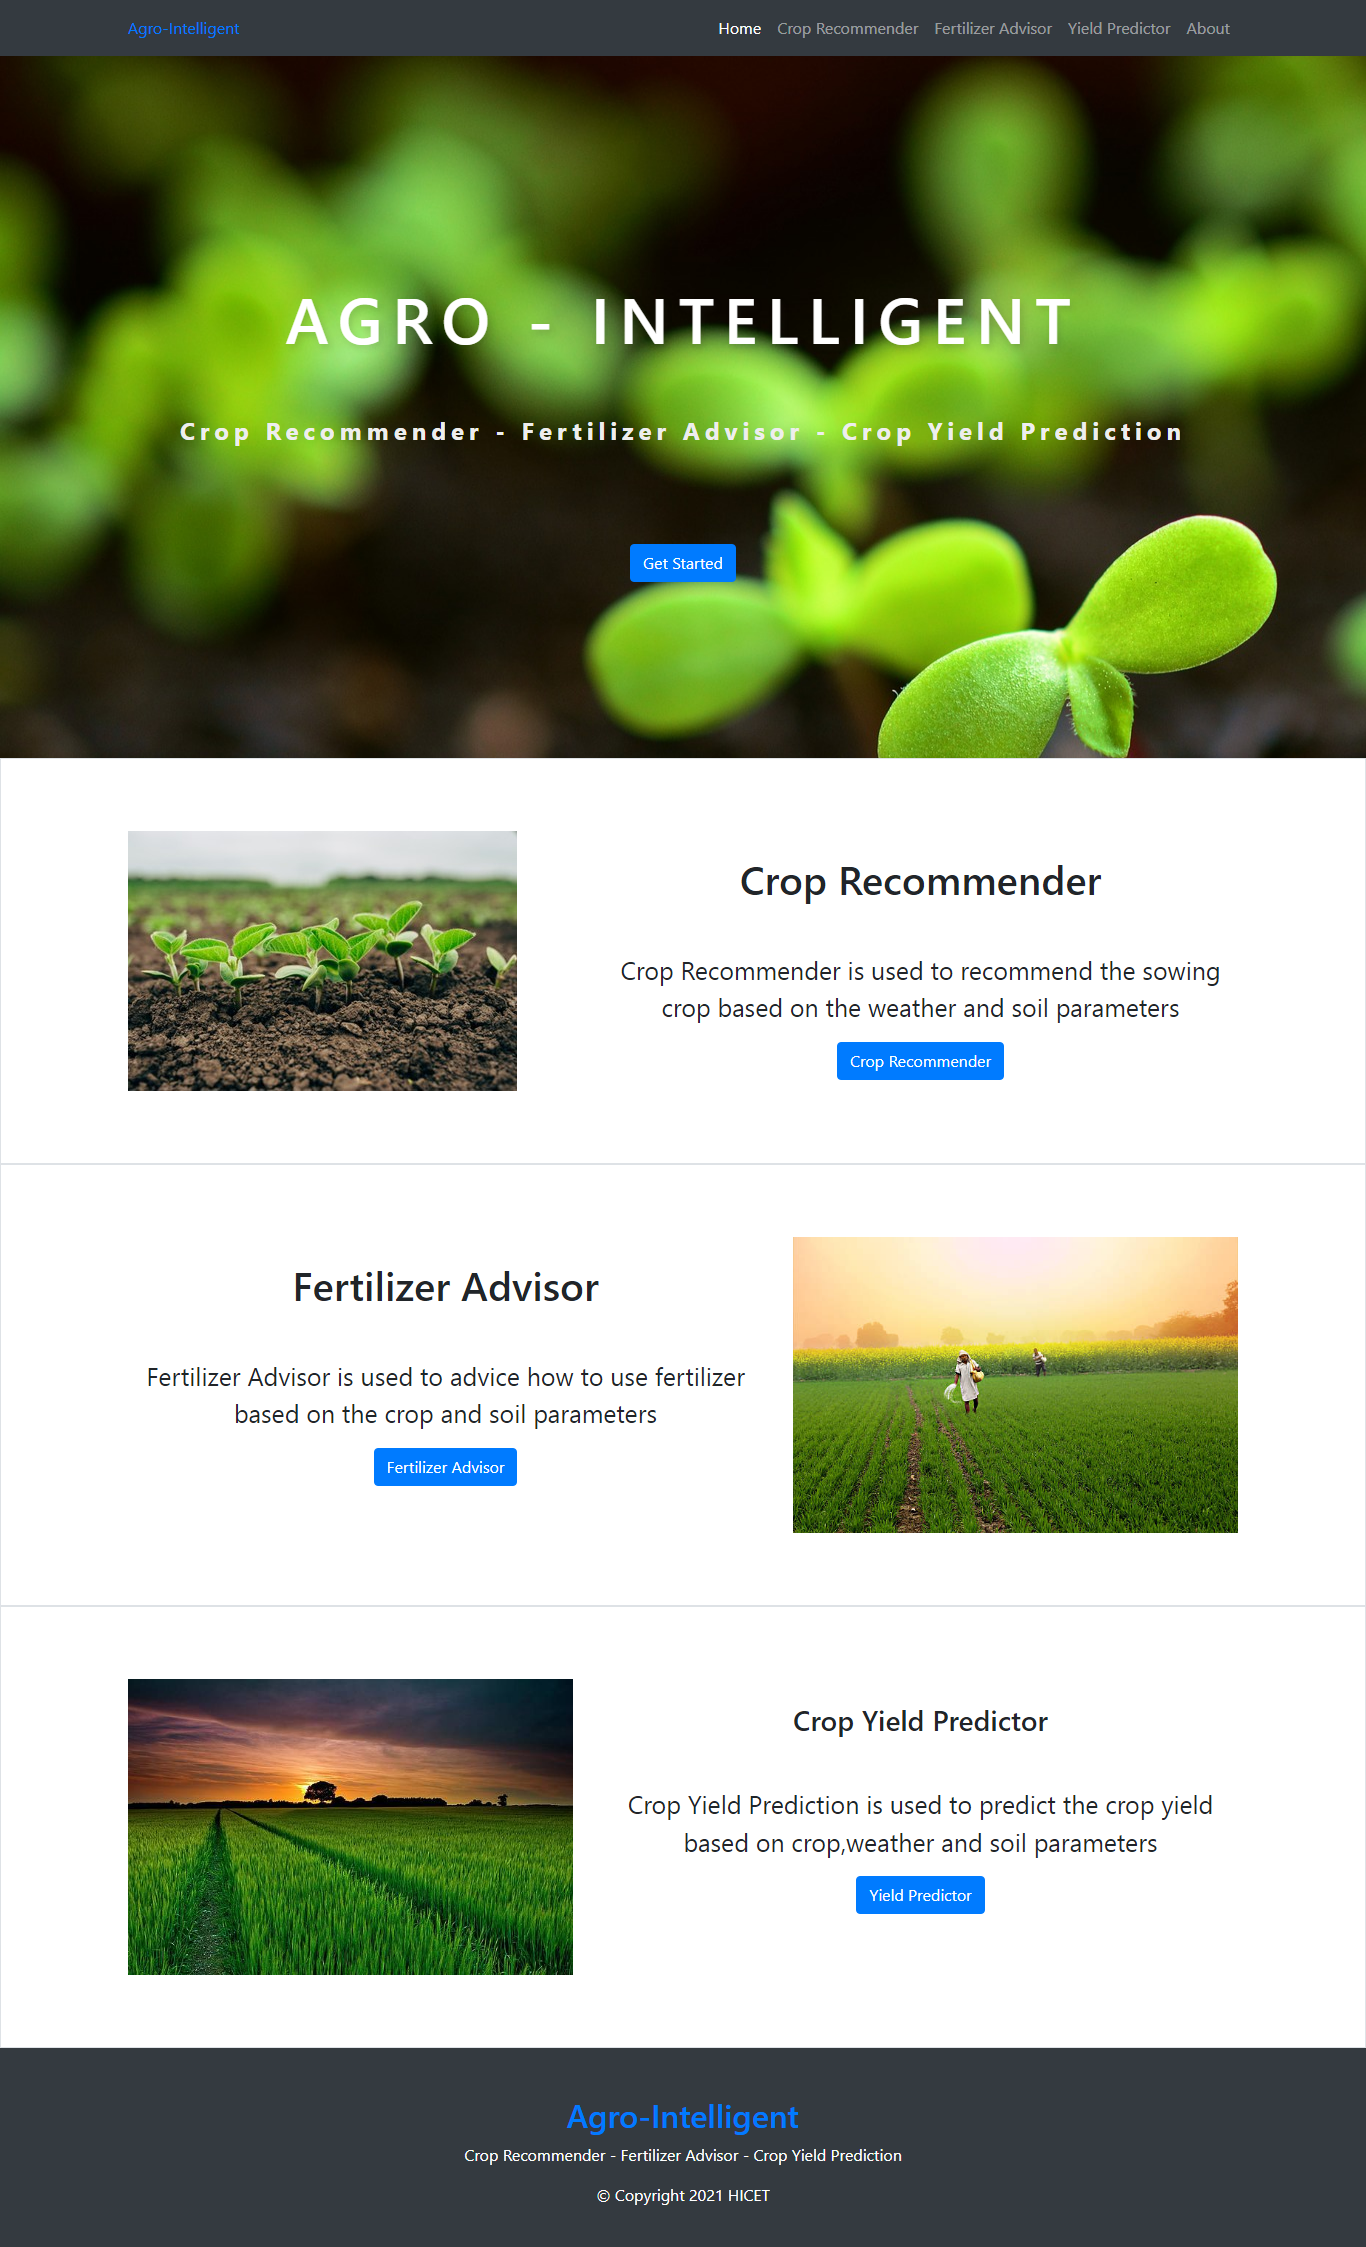 Agro-Intelligent
Home Crop Recommender Fertilizer Advisor Yield Predictor About
AGRO - INTELLIGENT
Crop Recommender - Fertilizer Advisor - Crop Yield Prediction
Get Started
Crop Recommender
Crop Recommender is used to recommend the sowing
crop based on the weather and soil parameters
Crop Recommender
Fertilizer Advisor
Fertilizer Advisor is used to advice how to use fertilizer
based on the crop and soil parameters
Fertilizer Advisor
Crop Yield Predictor
Crop Yield Prediction is used to predict the crop yield
based on crop,weather and soil parameters
Yield Predictor
Agro-Intelligent
Crop Recommender - Fertilizer Advisor - Crop Yield Prediction
© Copyright 2021 HICET